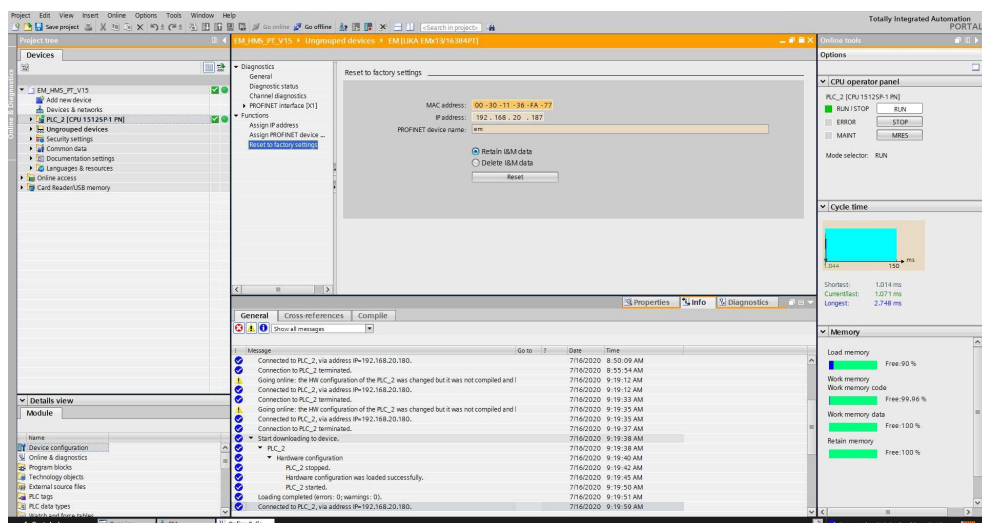 Project Edit View Insert Online Options Tools Window Help
Totally Integrated Automation
PORTAL
Save project Go online Go offline <Search in project>
Project tree
Devices
EM_HMS_PT_V15
Add new device
Devices & networks
PLC_2 [CPU 1512SP-1 PN]
Ungrouped devices
Security settings
Common data
Documentation settings
Languages & resources
Online access
Card Reader/USB memory
Online & Diagnostics
Details view
Module
Name
Device configuration
Online & diagnostics
Program blocks
Technology objects
External source files
PLC tags
PLC data types
Watch and force tables
EM_HMS_PT_V15 Ungrouped devices EM [LIKA EMx13/16384PT]
Diagnostics
General
Diagnostic status
Channel diagnostics
PROFINET interface [X1]
Functions
Assign IP address
Assign PROFINET device ...
Reset to factory settings
Reset to factory settings
MAC address: 00 -30 -11 -36 -FA -77
IP address: 192 . 168 . 20 . 187
PROFINET device name: em
Retain I&M data
Delete I&M data
Reset
Properties Info Diagnostics
General Cross-references Compile
Show all messages
! Message Go to ? Date Time
Connected to PLC_2, via address IP=192.168.20.180. 7/16/2020 8:50:09 AM
Connection to PLC_2 terminated. 7/16/2020 8:55:54 AM
Going online: the HW configuration of the PLC_2 was changed but it was not compiled and l 7/16/2020 9:19:12 AM
Connected to PLC_2, via address IP=192.168.20.180. 7/16/2020 9:19:12 AM
Connection to PLC_2 terminated. 7/16/2020 9:19:33 AM
Going online: the HW configuration of the PLC_2 was changed but it was not compiled and l 7/16/2020 9:19:35 AM
Connected to PLC_2, via address IP=192.168.20.180. 7/16/2020 9:19:35 AM
Connection to PLC_2 terminated. 7/16/2020 9:19:37 AM
Start downloading to device. 7/16/2020 9:19:38 AM
PLC_2 7/16/2020 9:19:38 AM
Hardware configuration 7/16/2020 9:19:40 AM
PLC_2 stopped. 7/16/2020 9:19:42 AM
Hardware configuration was loaded successfully. 7/16/2020 9:19:45 AM
PLC_2 started. 7/16/2020 9:19:50 AM
Loading completed (errors: 0; warnings: 0). 7/16/2020 9:19:51 AM
Connected to PLC_2, via address IP=192.168.20.180. 7/16/2020 9:19:59 AM
Online tools
Options
CPU operator panel
PLC_2 [CPU 1512SP-1 PN]
RUN / STOP RUN
ERROR STOP
MAINT MRES
Mode selector: RUN
Cycle time
ms
1.044 150
Shortest: 1.014 ms
Current/last: 1.071 ms
Longest: 2.748 ms
Memory
Load memory
Free:90 %
Work memory
Work memory code
Free:99.96 %
Work memory data
Free:100 %
Retain memory
Free:100 %